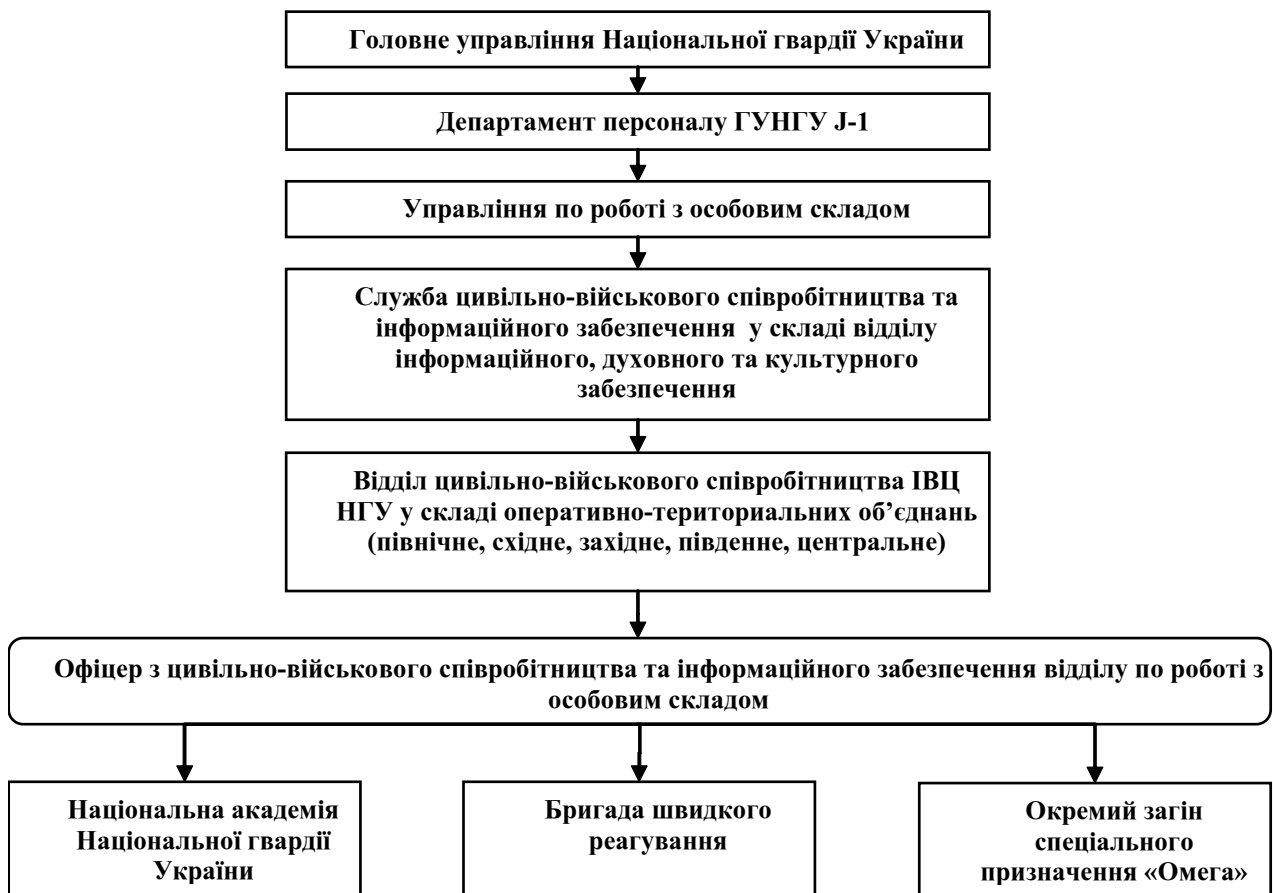 Головне управління Національної гвардії України
Департамент персоналу ГУНГУ J-1
Управління по роботі з особовим складом
Служба цивільно-військового співробітництва та
інформаційного забезпечення у складі відділу
інформаційного, духовного та культурного
забезпечення
Відділ цивільно-військового співробітництва ІВЦ
НГУ у складі оперативно-териториальних об’єднань
(північне, східне, західне, південне, центральне)
Офіцер з цивільно-військового співробітництва та інформаційного забезпечення відділу по роботі з
особовим складом
Національна академія
Національної гвардії
України
Бригада швидкого
реагування
Окремий загін
спеціального
призначення «Омега»